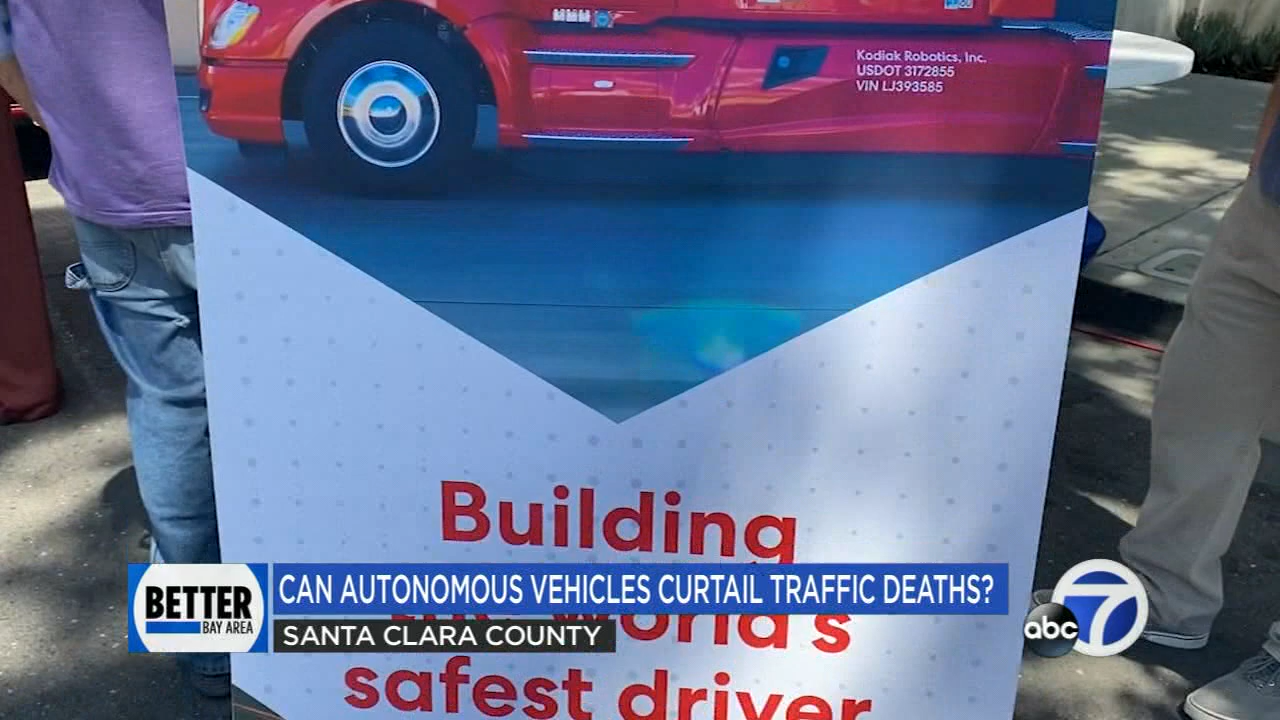 Kodiak Robotics, Inc.
USDOT 3172855
VIN LJ393585
Building
world's
safest driver
BETTER
BAY AREA
CAN AUTONOMOUS VEHICLES CURTAIL TRAFFIC DEATHS?
SANTA CLARA COUNTY
abc
7